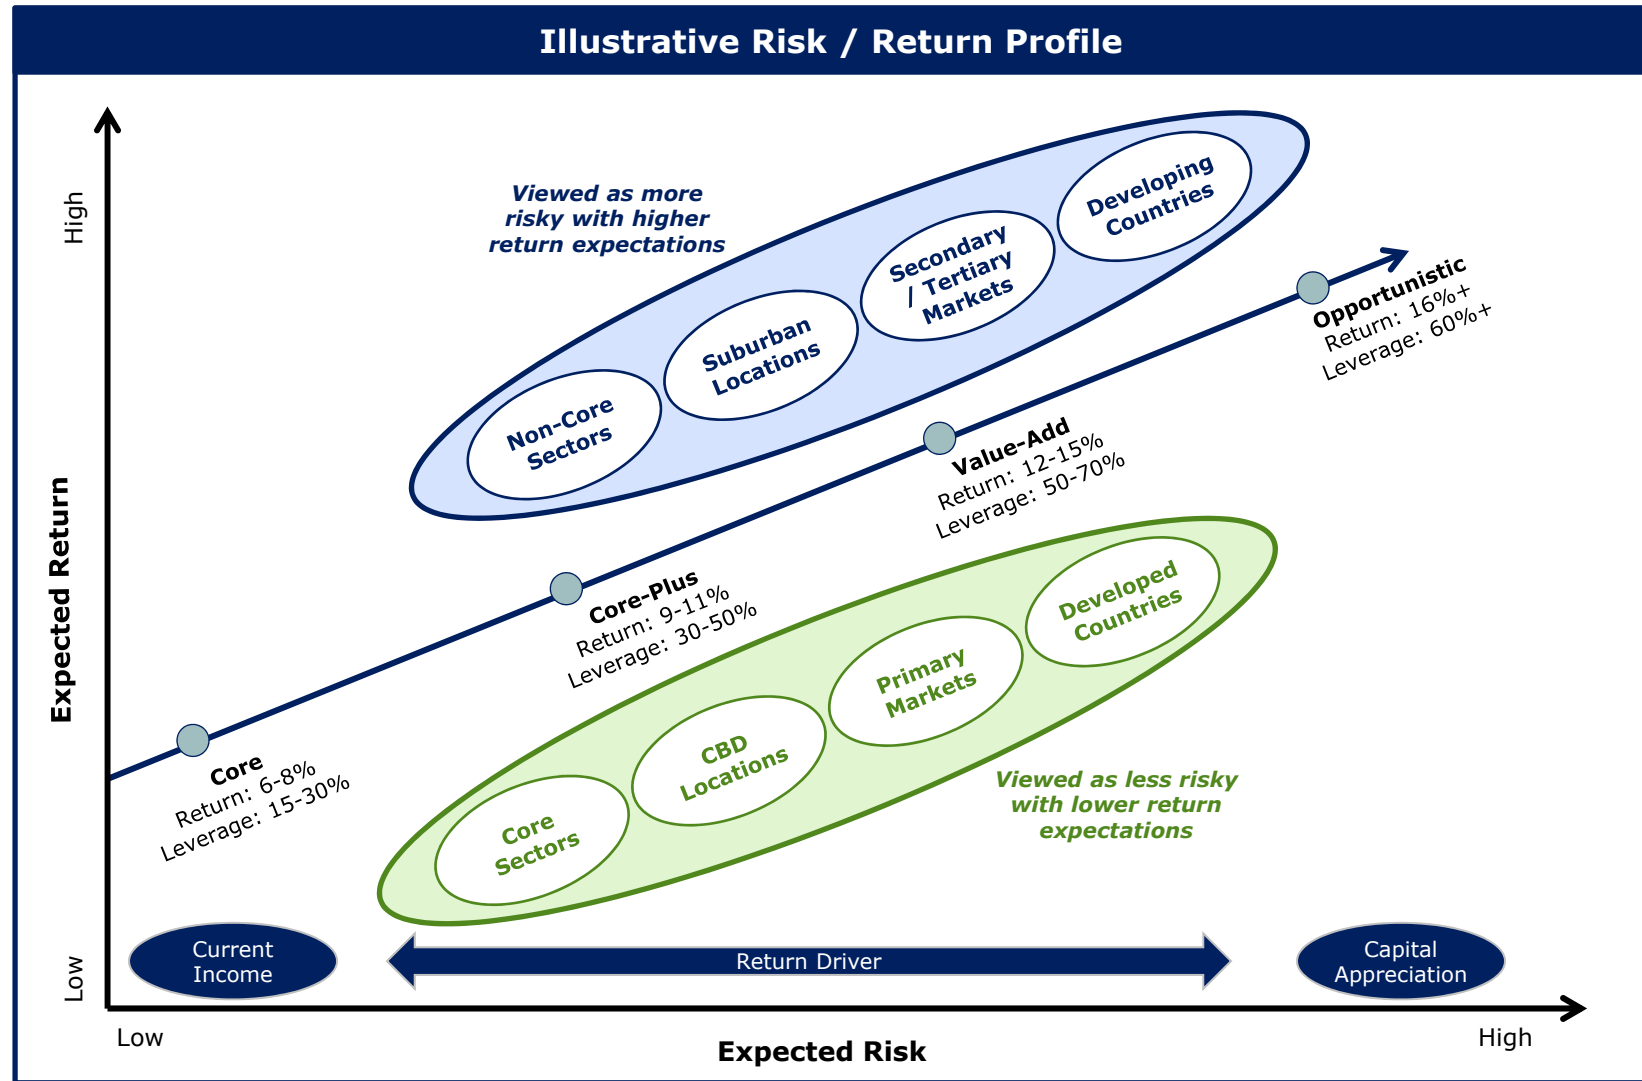 Illustrative Risk / Return Profile
High
Expected Return
Low
Viewed as more
risky with higher
return expectations
Developing
Countries
Secondary
/ Tertiary
Markets
Suburban
Locations
Non-Core
Sectors
Opportunistic
Return: 16%+
Leverage: 60%+
Value-Add
Return: 12-15%
Leverage: 50-70%
Core-Plus
Return: 9-11%
Leverage: 30-50%
Core
Return: 6-8%
Leverage: 15-30%
Developed
Countries
Primary
Markets
CBD
Locations
Core
Sectors
Viewed as less risky
with lower return
expectations
Current
Income
Return Driver
Capital
Appreciation
Low
Expected Risk
High